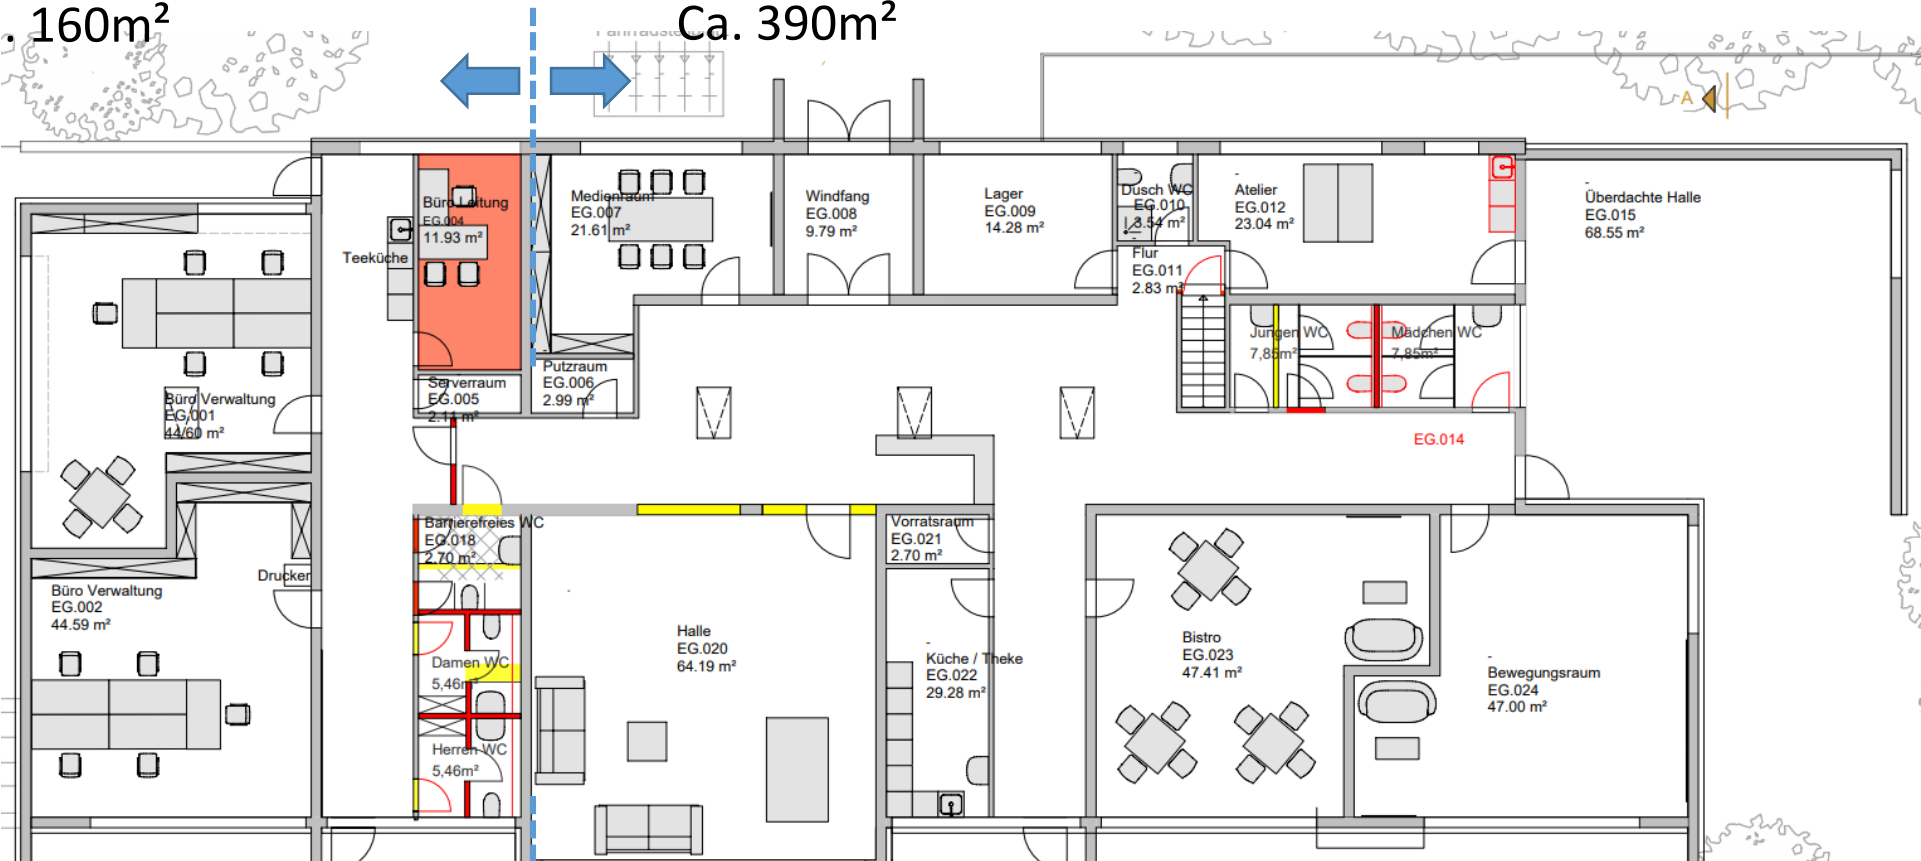 . 160m²
Ca. 390m²
A
Büro Leitung
EG.004
11.93 m²
Medienraum
EG.007
21.61 m²
Windfang
EG.008
9.79 m²
Lager
EG.009
14.28 m²
Dusch WC
EG.010
3.54 m²
Atelier
EG.012
23.04 m²
Überdachte Halle
EG.015
68.55 m²
Teeküche
Flur
EG.011
2.83 m²
Jungen WC
7,85m²
Mädchen WC
7,85m²
Serverraum
EG.005
2.11 m²
Putzraum
EG.006
2.99 m²
Büro Verwaltung
EG.001
44.60 m²
EG.014
Barrierefreies WC
EG.018
2.70 m²
Vorratsraum
EG.021
2.70 m²
Drucker
Büro Verwaltung
EG.002
44.59 m²
Halle
EG.020
64.19 m²
Küche / Theke
EG.022
29.28 m²
Bistro
EG.023
47.41 m²
Bewegungsraum
EG.024
47.00 m²
Damen WC
5,46m²
Herren WC
5,46m²